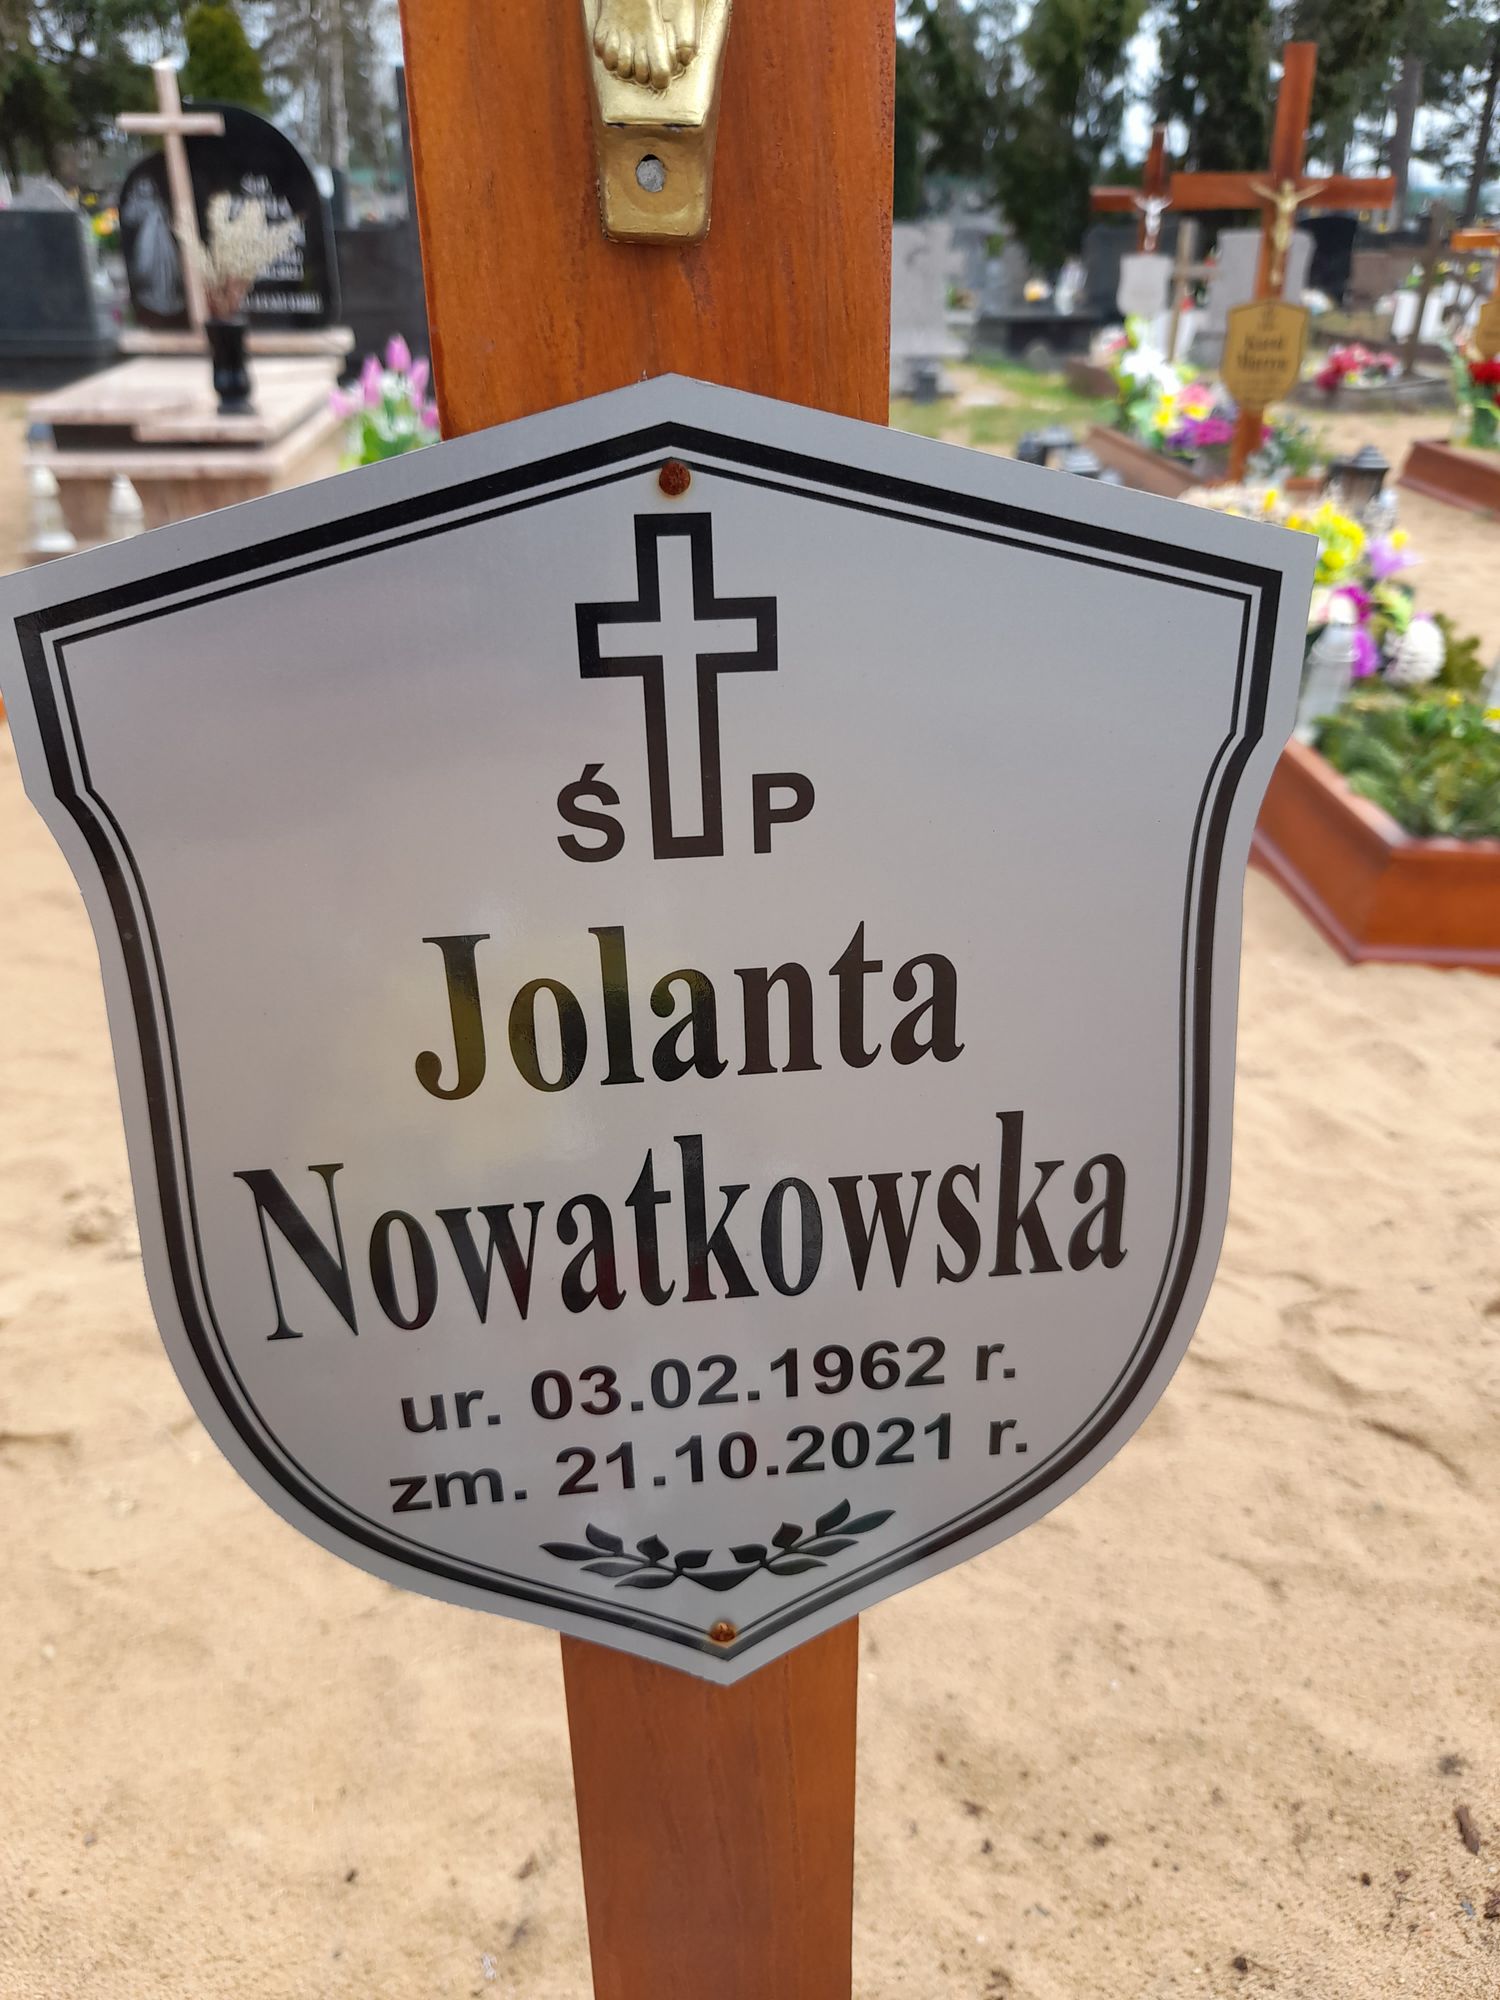 Ś P
Jolanta
Nowatkowska
ur. 03.02.1962 r.
zm. 21.10.2021 r.